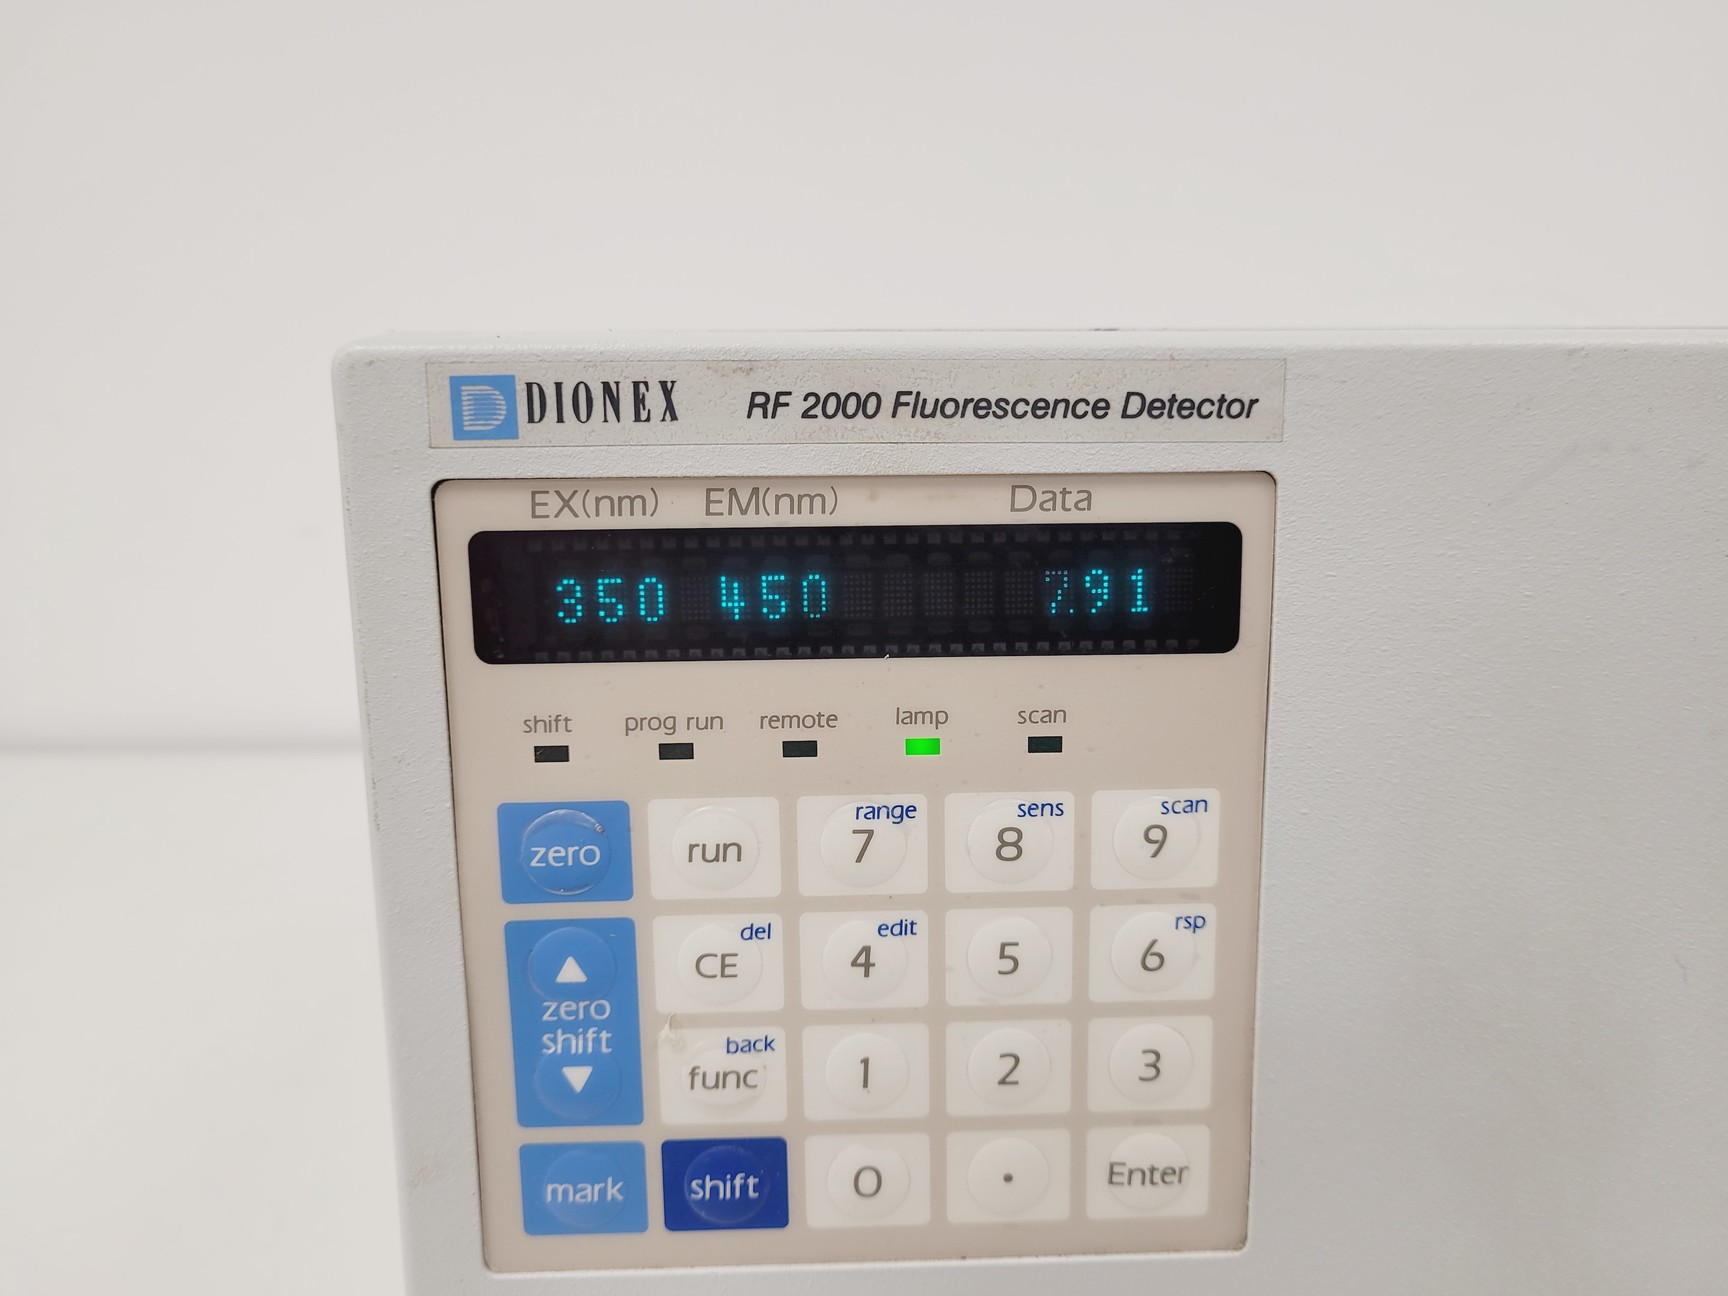 DIONEX RF 2000 Fluorescence Detector
EX(nm) EM(nm) Data
350 450 7.91
shift prog run remote lamp scan
zero run range 7 sens 8 scan 9
del CE edit 4 5 rsp 6
zero
shift
back func 1 2 3
mark shift 0 • Enter